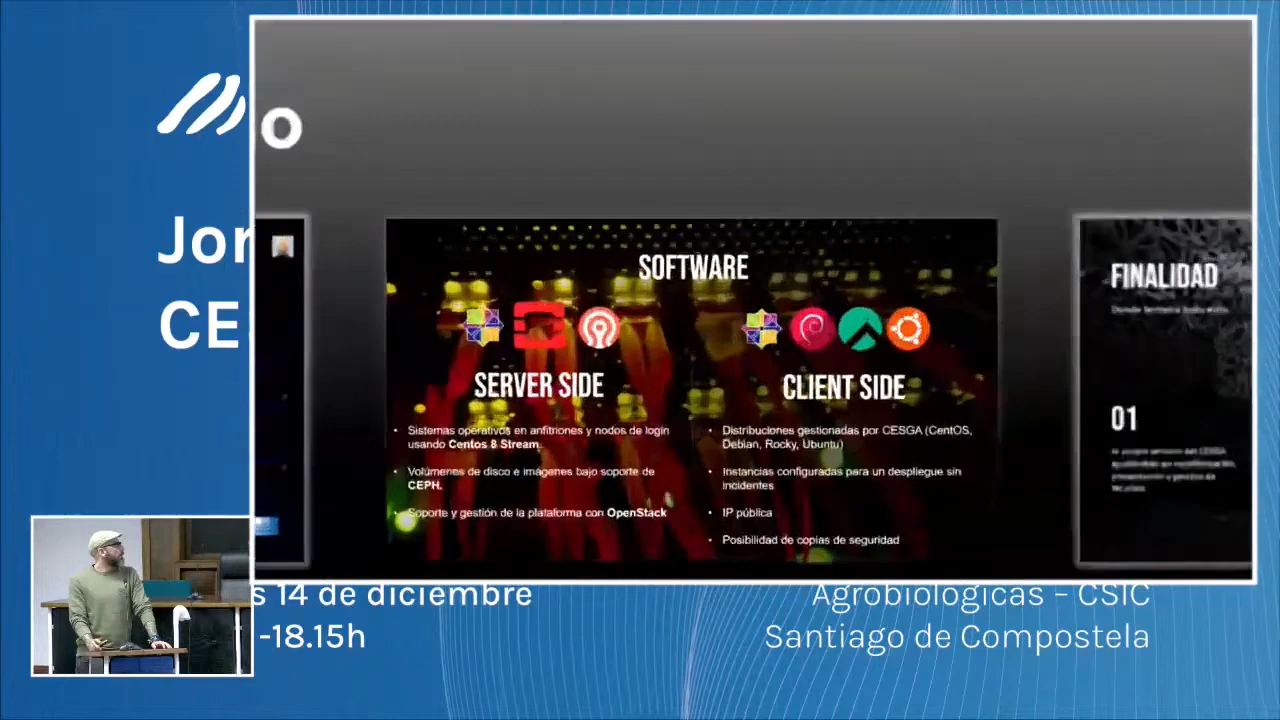 o
Jor
CE
SOFTWARE
SERVER SIDE
• Sistemas operativos en anfitriones y nodos de login
usando Centos 8 Stream.
• Volúmenes de disco e imágenes bajo soporte de
CEPH.
• Soporte y gestión de la plataforma con OpenStack
CLIENT SIDE
• Distribuciones gestionadas por CESGA (CentOS,
Debian, Rocky, Ubuntu)
• Instancias configuradas para un despliegue sin
incidentes
• IP pública
• Posibilidad de copias de seguridad
FINALIDAD
01
s 14 de diciembre
-18.15h
Agrobiologicas – CSIC
Santiago de Compostela